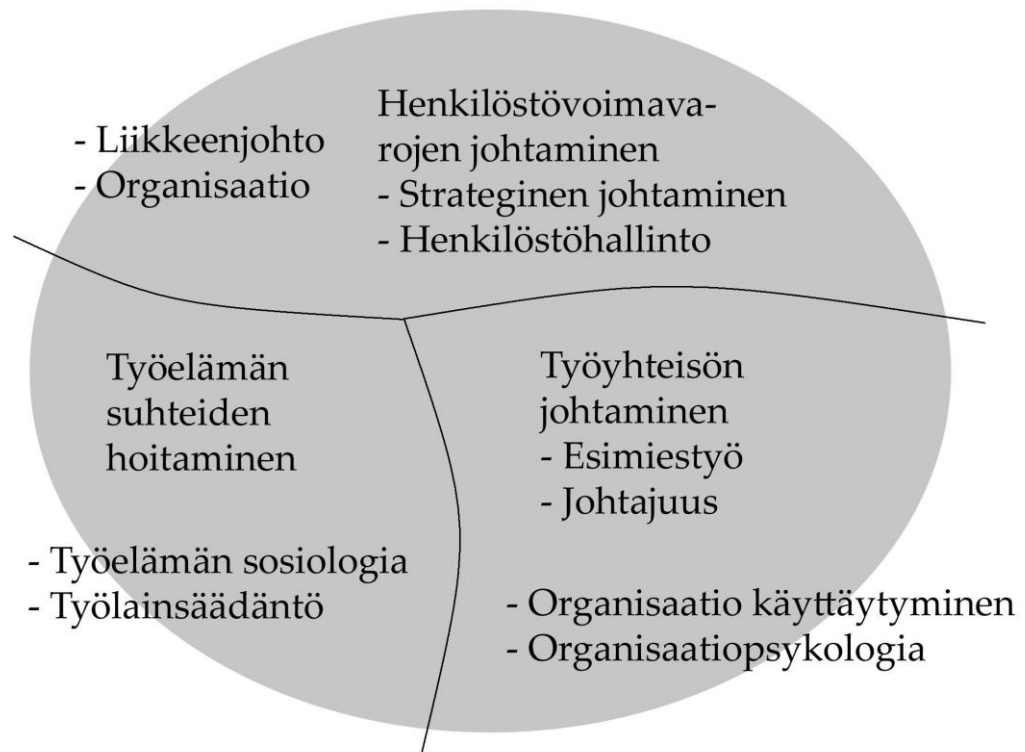 - Liikkeenjohto
- Organisaatio
Henkilöstövoimava-
rojen johtaminen
- Strateginen johtaminen
- Henkilöstöhallinto
Työelämän
suhteiden
hoitaminen
- Työelämän sosiologia
- Työlainsäädäntö
Työyhteisön
johtaminen
- Esimiestyö
- Johtajuus
- Organisaatio käyttäytyminen
- Organisaatiopsykologia